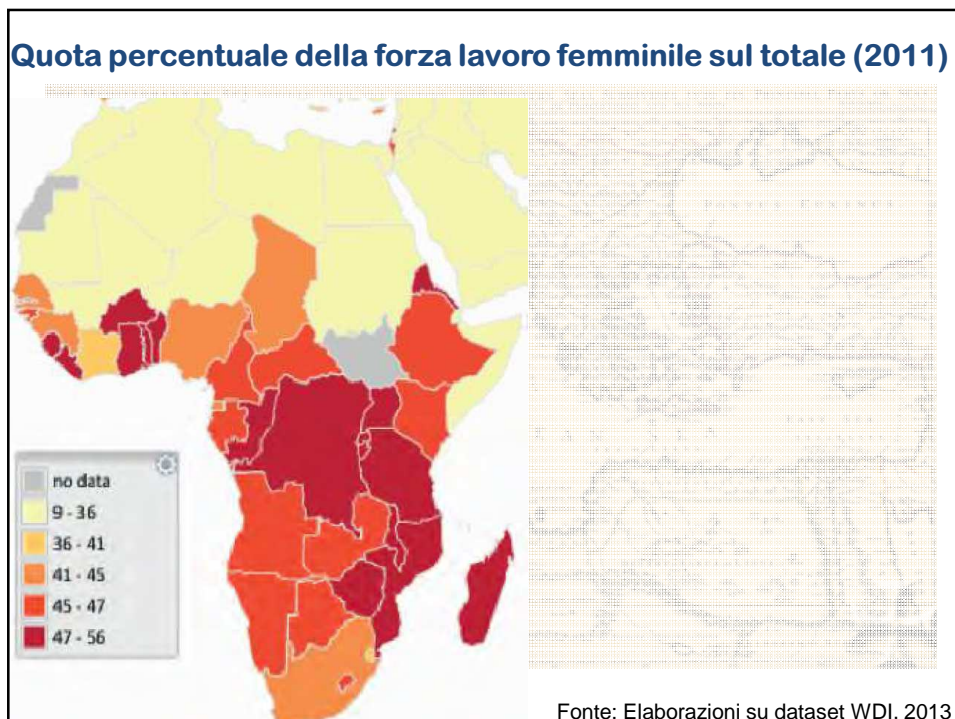 Quota percentuale della forza lavoro femminile sul totale (2011)
no data
9 - 36
36 - 41
41 - 45
45 - 47
47 - 56
Fonte: Elaborazioni su dataset WDI, 2013